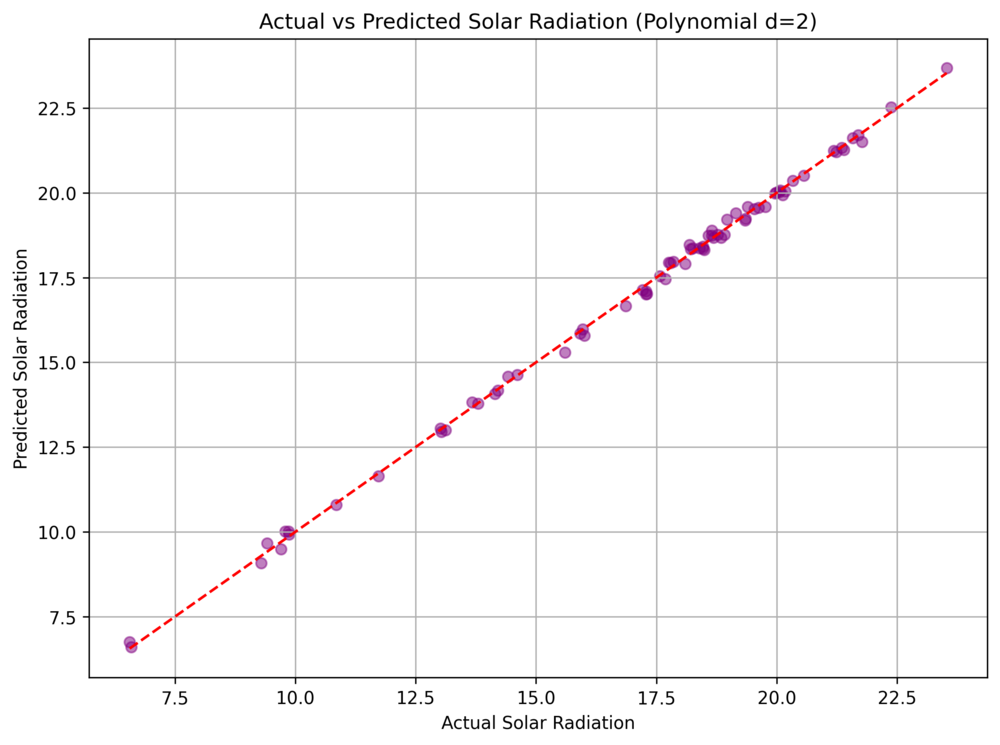 Actual vs Predicted Solar Radiation (Polynomial d=2)
Predicted Solar Radiation
22.5
20.0
17.5
15.0
12.5
10.0
7.5
7.5 10.0 12.5 15.0 17.5 20.0 22.5
Actual Solar Radiation